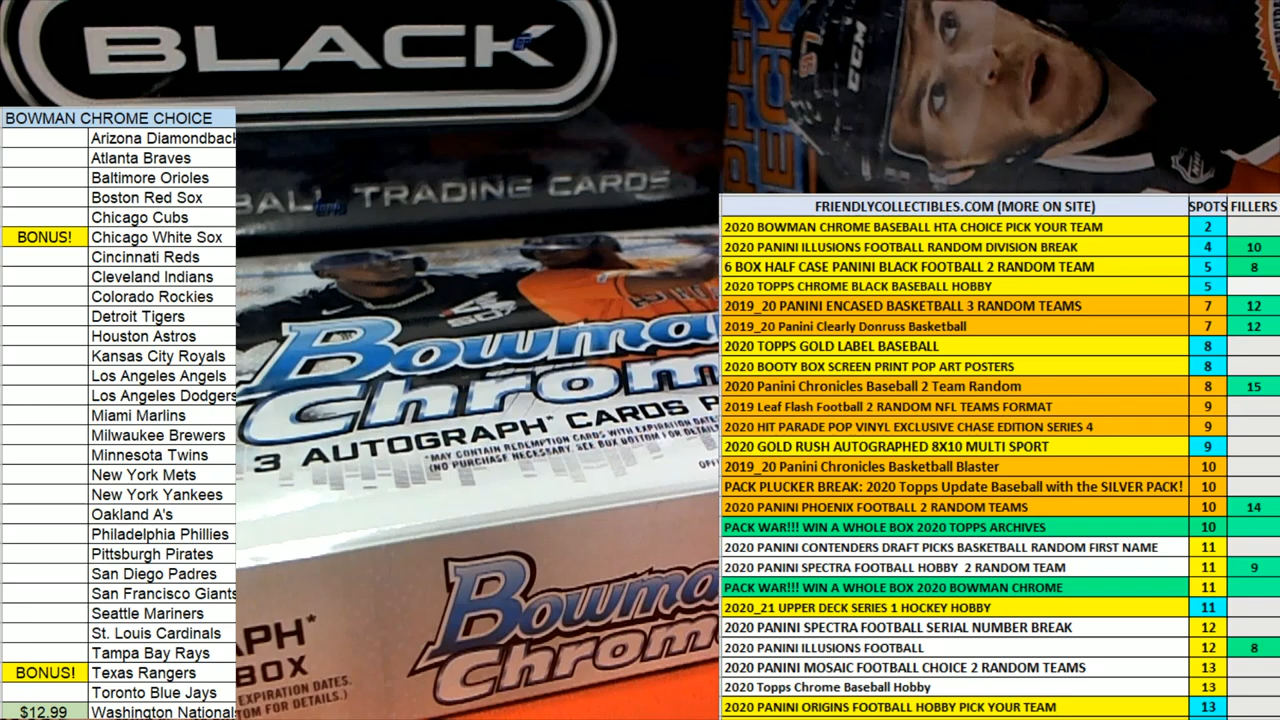 BLACK
BALL TRADING CARDS
Bowma
Chrom
3 AUTOGRAPH* CARDS P
*MAY CONTAIN REDEMPTION CARDS WITH EXPIRATION DATE
(NO PURCHASE NECESSARY. SEE BOX BOTTOM FOR DETAIL
OFF
Bowma
Chrome
APH*
BOX
EXPIRATION DATES.
TOM FOR DETAILS.)
PER
ECK
CCM
NHL
BOWMAN CHROME CHOICE
Arizona Diamondback
Atlanta Braves
Baltimore Orioles
Boston Red Sox
Chicago Cubs
BONUS! Chicago White Sox
Cincinnati Reds
Cleveland Indians
Colorado Rockies
Detroit Tigers
Houston Astros
Kansas City Royals
Los Angeles Angels
Los Angeles Dodgers
Miami Marlins
Milwaukee Brewers
Minnesota Twins
New York Mets
New York Yankees
Oakland A's
Philadelphia Phillies
Pittsburgh Pirates
San Diego Padres
San Francisco Giants
Seattle Mariners
St. Louis Cardinals
Tampa Bay Rays
BONUS! Texas Rangers
Toronto Blue Jays
$12.99 Washington Nationals
FRIENDLYCOLLECTIBLES.COM (MORE ON SITE) SPOTS FILLERS
2020 BOWMAN CHROME BASEBALL HTA CHOICE PICK YOUR TEAM 2
2020 PANINI ILLUSIONS FOOTBALL RANDOM DIVISION BREAK 4 10
6 BOX HALF CASE PANINI BLACK FOOTBALL 2 RANDOM TEAM 5 8
2020 TOPPS CHROME BLACK BASEBALL HOBBY 5
2019_20 PANINI ENCASED BASKETBALL 3 RANDOM TEAMS 7 12
2019_20 Panini Clearly Donruss Basketball 7 12
2020 TOPPS GOLD LABEL BASEBALL 8
2020 BOOTY BOX SCREEN PRINT POP ART POSTERS 8
2020 Panini Chronicles Baseball 2 Team Random 8 15
2019 Leaf Flash Football 2 RANDOM NFL TEAMS FORMAT 9
2020 HIT PARADE POP VINYL EXCLUSIVE CHASE EDITION SERIES 4 9
2020 GOLD RUSH AUTOGRAPHED 8X10 MULTI SPORT 9
2019_20 Panini Chronicles Basketball Blaster 10
PACK PLUCKER BREAK: 2020 Topps Update Baseball with the SILVER PACK! 10
2020 PANINI PHOENIX FOOTBALL 2 RANDOM TEAMS 10 14
PACK WAR!!! WIN A WHOLE BOX 2020 TOPPS ARCHIVES 10
2020 PANINI CONTENDERS DRAFT PICKS BASKETBALL RANDOM FIRST NAME 11
2020 PANINI SPECTRA FOOTBALL HOBBY 2 RANDOM TEAM 11 9
PACK WAR!!! WIN A WHOLE BOX 2020 BOWMAN CHROME 11
2020_21 UPPER DECK SERIES 1 HOCKEY HOBBY 11
2020 PANINI SPECTRA FOOTBALL SERIAL NUMBER BREAK 12
2020 PANINI ILLUSIONS FOOTBALL 12 8
2020 PANINI MOSAIC FOOTBALL CHOICE 2 RANDOM TEAMS 13
2020 Topps Chrome Baseball Hobby 13
2020 PANINI ORIGINS FOOTBALL HOBBY PICK YOUR TEAM 13